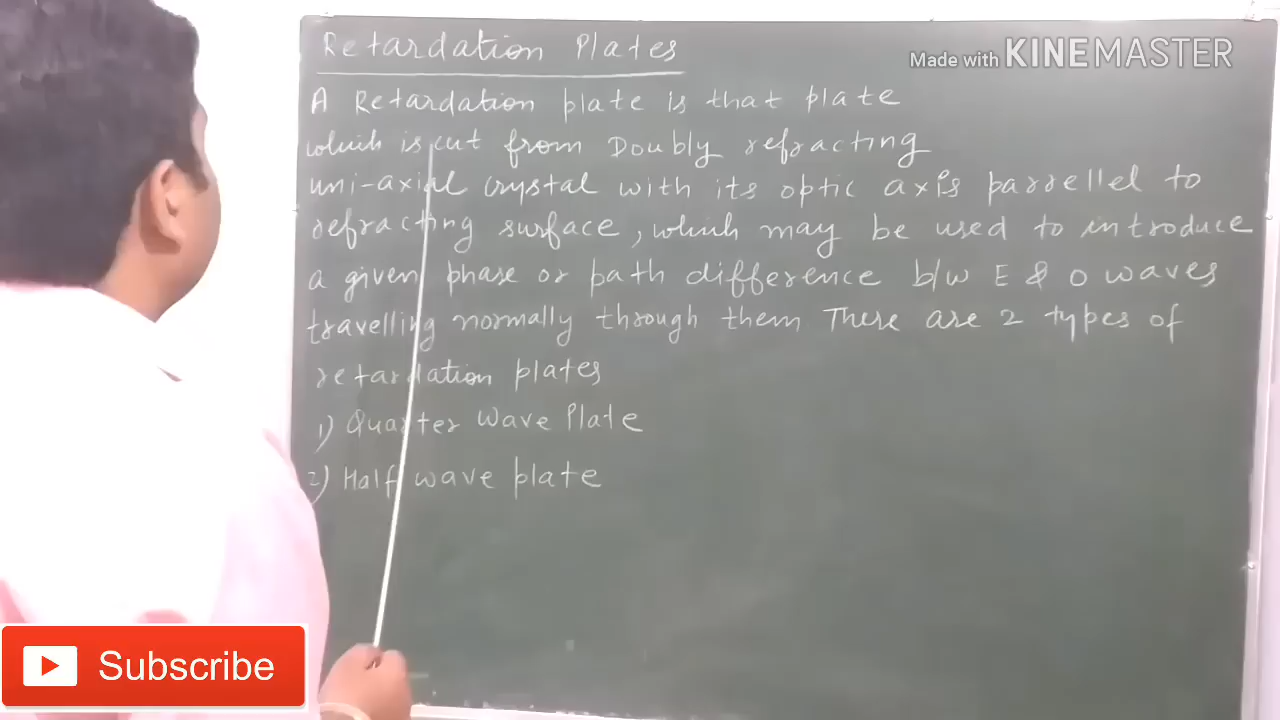 Retardation Plates
Made with KINEMASTER
A Retardation plate is that plate
which is cut from Doubly refracting
uni-axial crystal with its optic axis parrellel to
refracting surface, which may be used to introduce
a given phase or path difference b/w E & O waves
travelling normally through them There are 2 types of
retardation plates
1) Quarter Wave Plate
2) Half wave plate
Subscribe